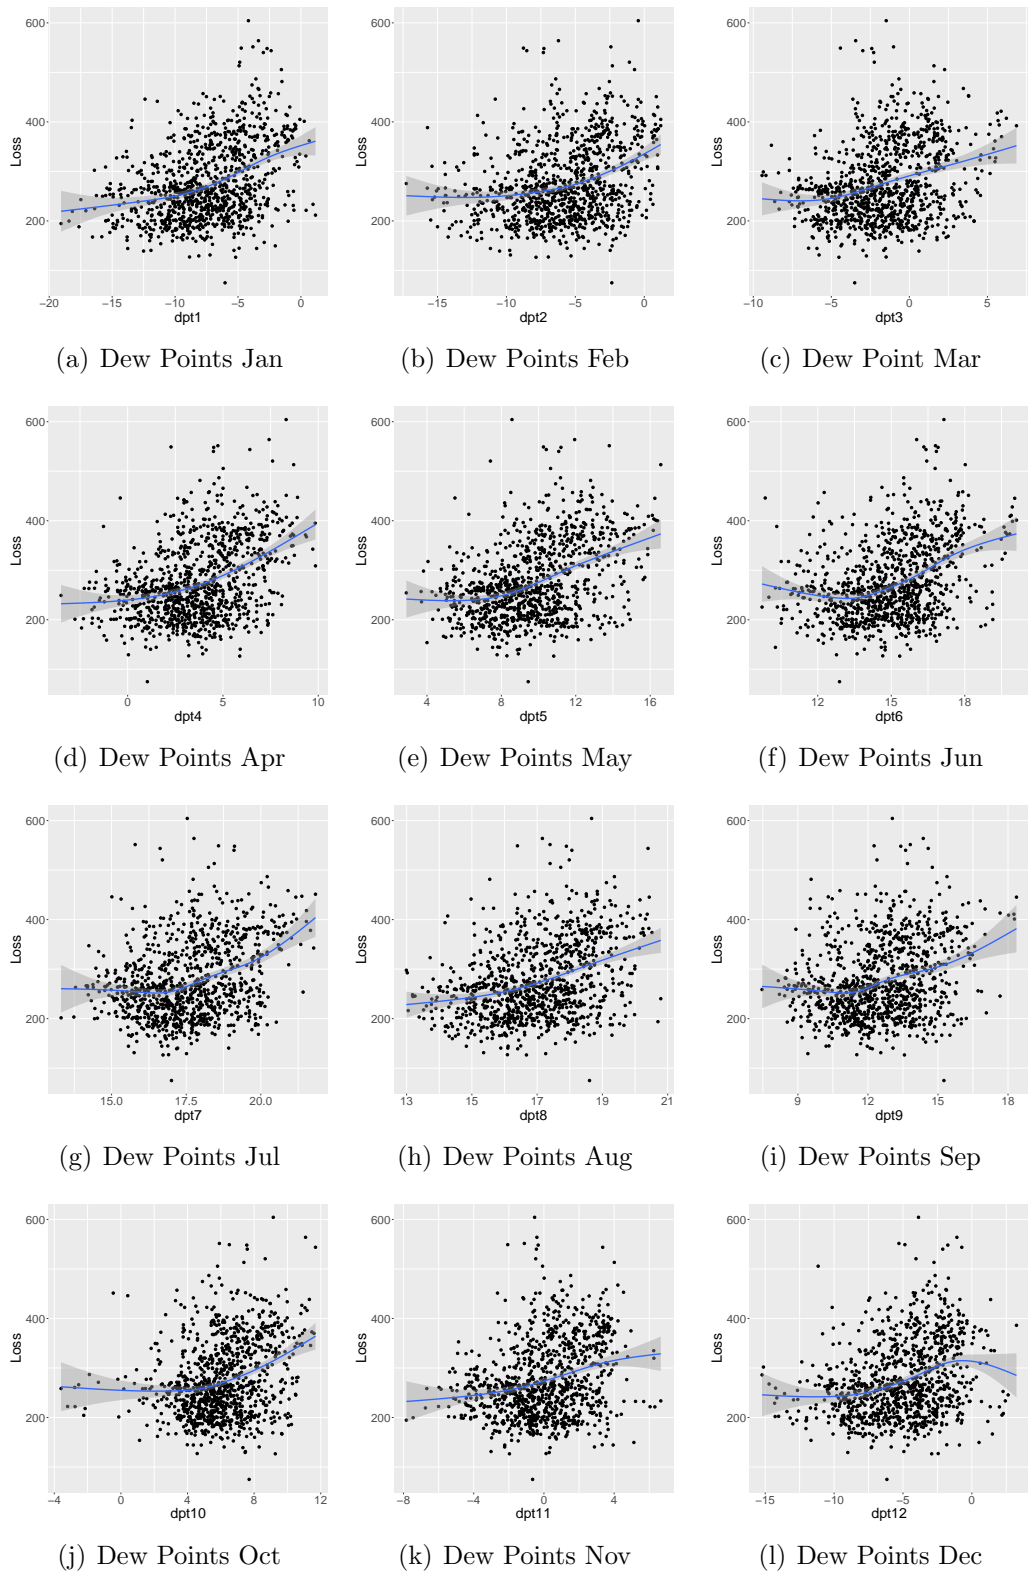 600
400
200
Loss
−20 −15 −10 −5 0
dpt1
(a) Dew Points Jan
600
400
200
Loss
−15 −10 −5 0
dpt2
(b) Dew Points Feb
600
400
200
Loss
−10 −5 0 5
dpt3
(c) Dew Point Mar
600
400
200
Loss
0 5 10
dpt4
(d) Dew Points Apr
600
400
200
Loss
4 8 12 16
dpt5
(e) Dew Points May
600
400
200
Loss
12 15 18
dpt6
(f) Dew Points Jun
600
400
200
Loss
15.0 17.5 20.0
dpt7
(g) Dew Points Jul
600
400
200
Loss
13 15 17 19 21
dpt8
(h) Dew Points Aug
600
400
200
Loss
9 12 15 18
dpt9
(i) Dew Points Sep
600
400
200
Loss
−4 0 4 8 12
dpt10
(j) Dew Points Oct
600
400
200
Loss
−8 −4 0 4
dpt11
(k) Dew Points Nov
600
400
200
Loss
−15 −10 −5 0
dpt12
(l) Dew Points Dec